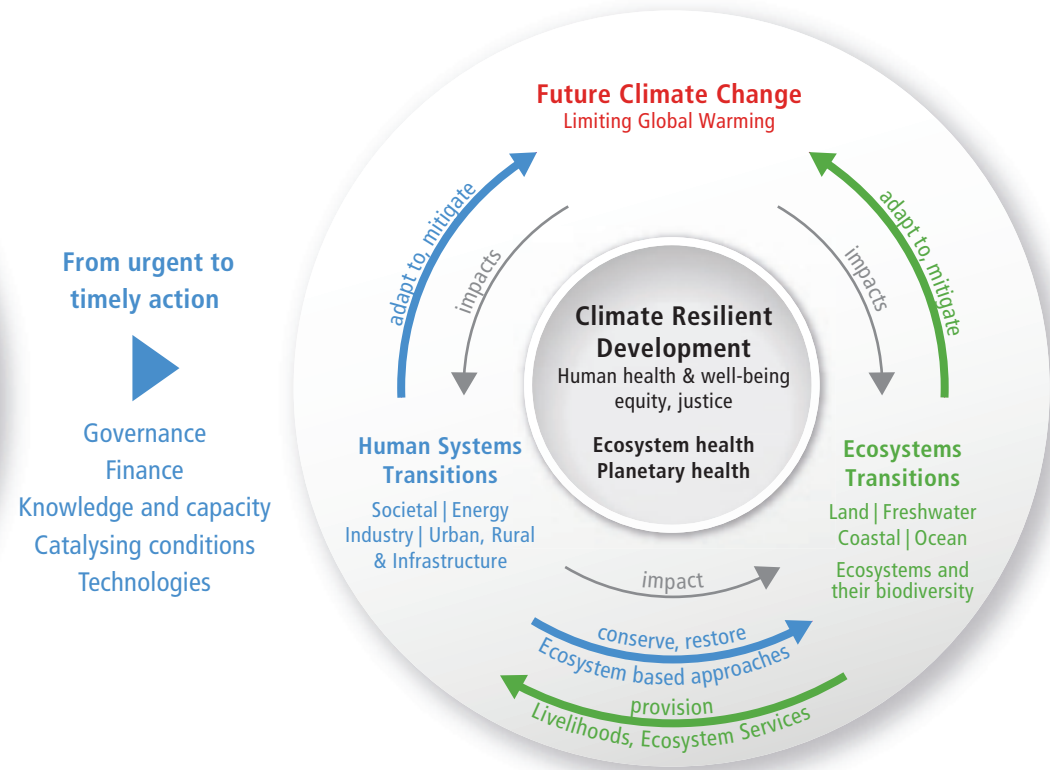 From urgent to
timely action
Governance
Finance
Knowledge and capacity
Catalysing conditions
Technologies
Future Climate Change
Limiting Global Warming
adapt to, mitigate
impacts
impacts
adapt to, mitigate
Climate Resilient
Development
Human health & well-being
equity, justice
Ecosystem health
Planetary health
Human Systems
Transitions
Societal | Energy
Industry | Urban, Rural
& Infrastructure
Ecosystems
Transitions
Land | Freshwater
Coastal | Ocean
Ecosystems and
their biodiversity
impact
conserve, restore
Ecosystem based approaches
provision
Livelihoods, Ecosystem Services